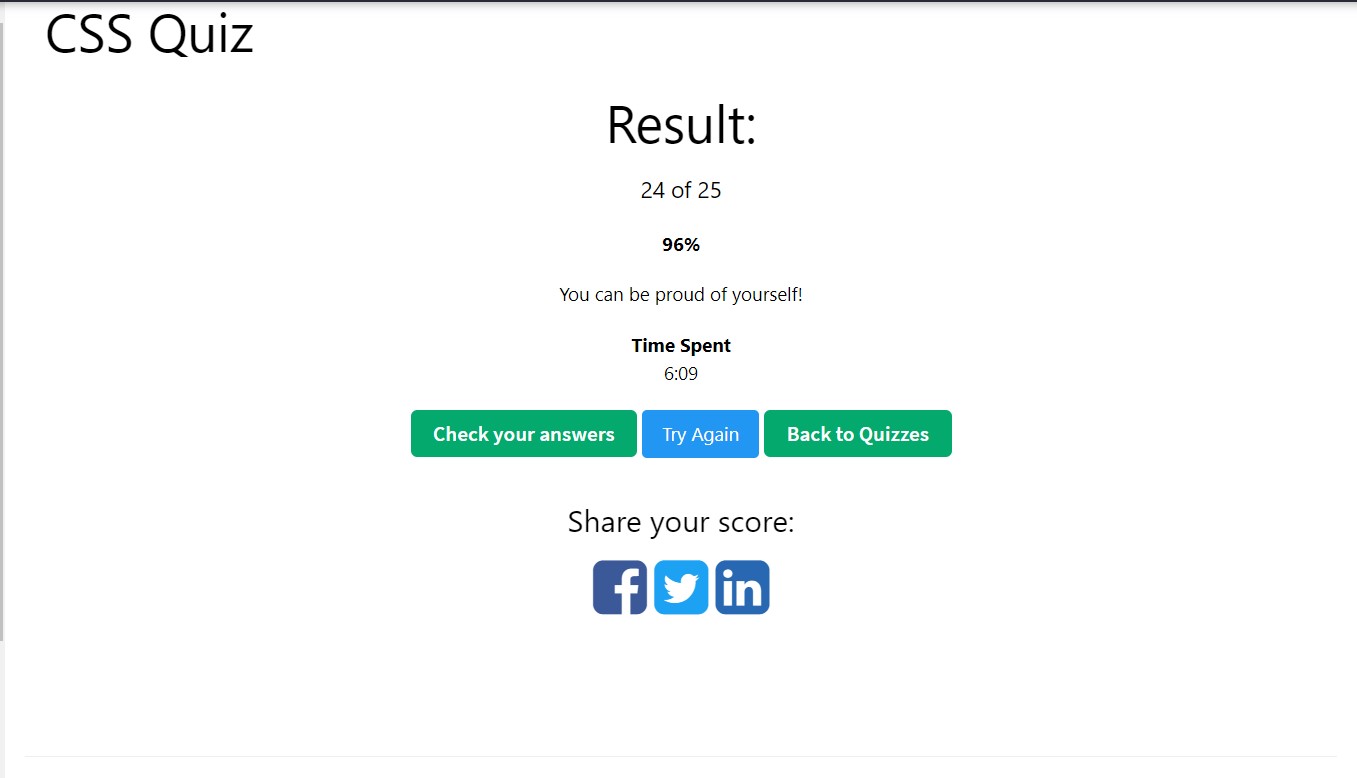 CSS Quiz
Result:
24 of 25
96%
You can be proud of yourself!
Time Spent
6:09
Check your answers Try Again Back to Quizzes
Share your score:
f in